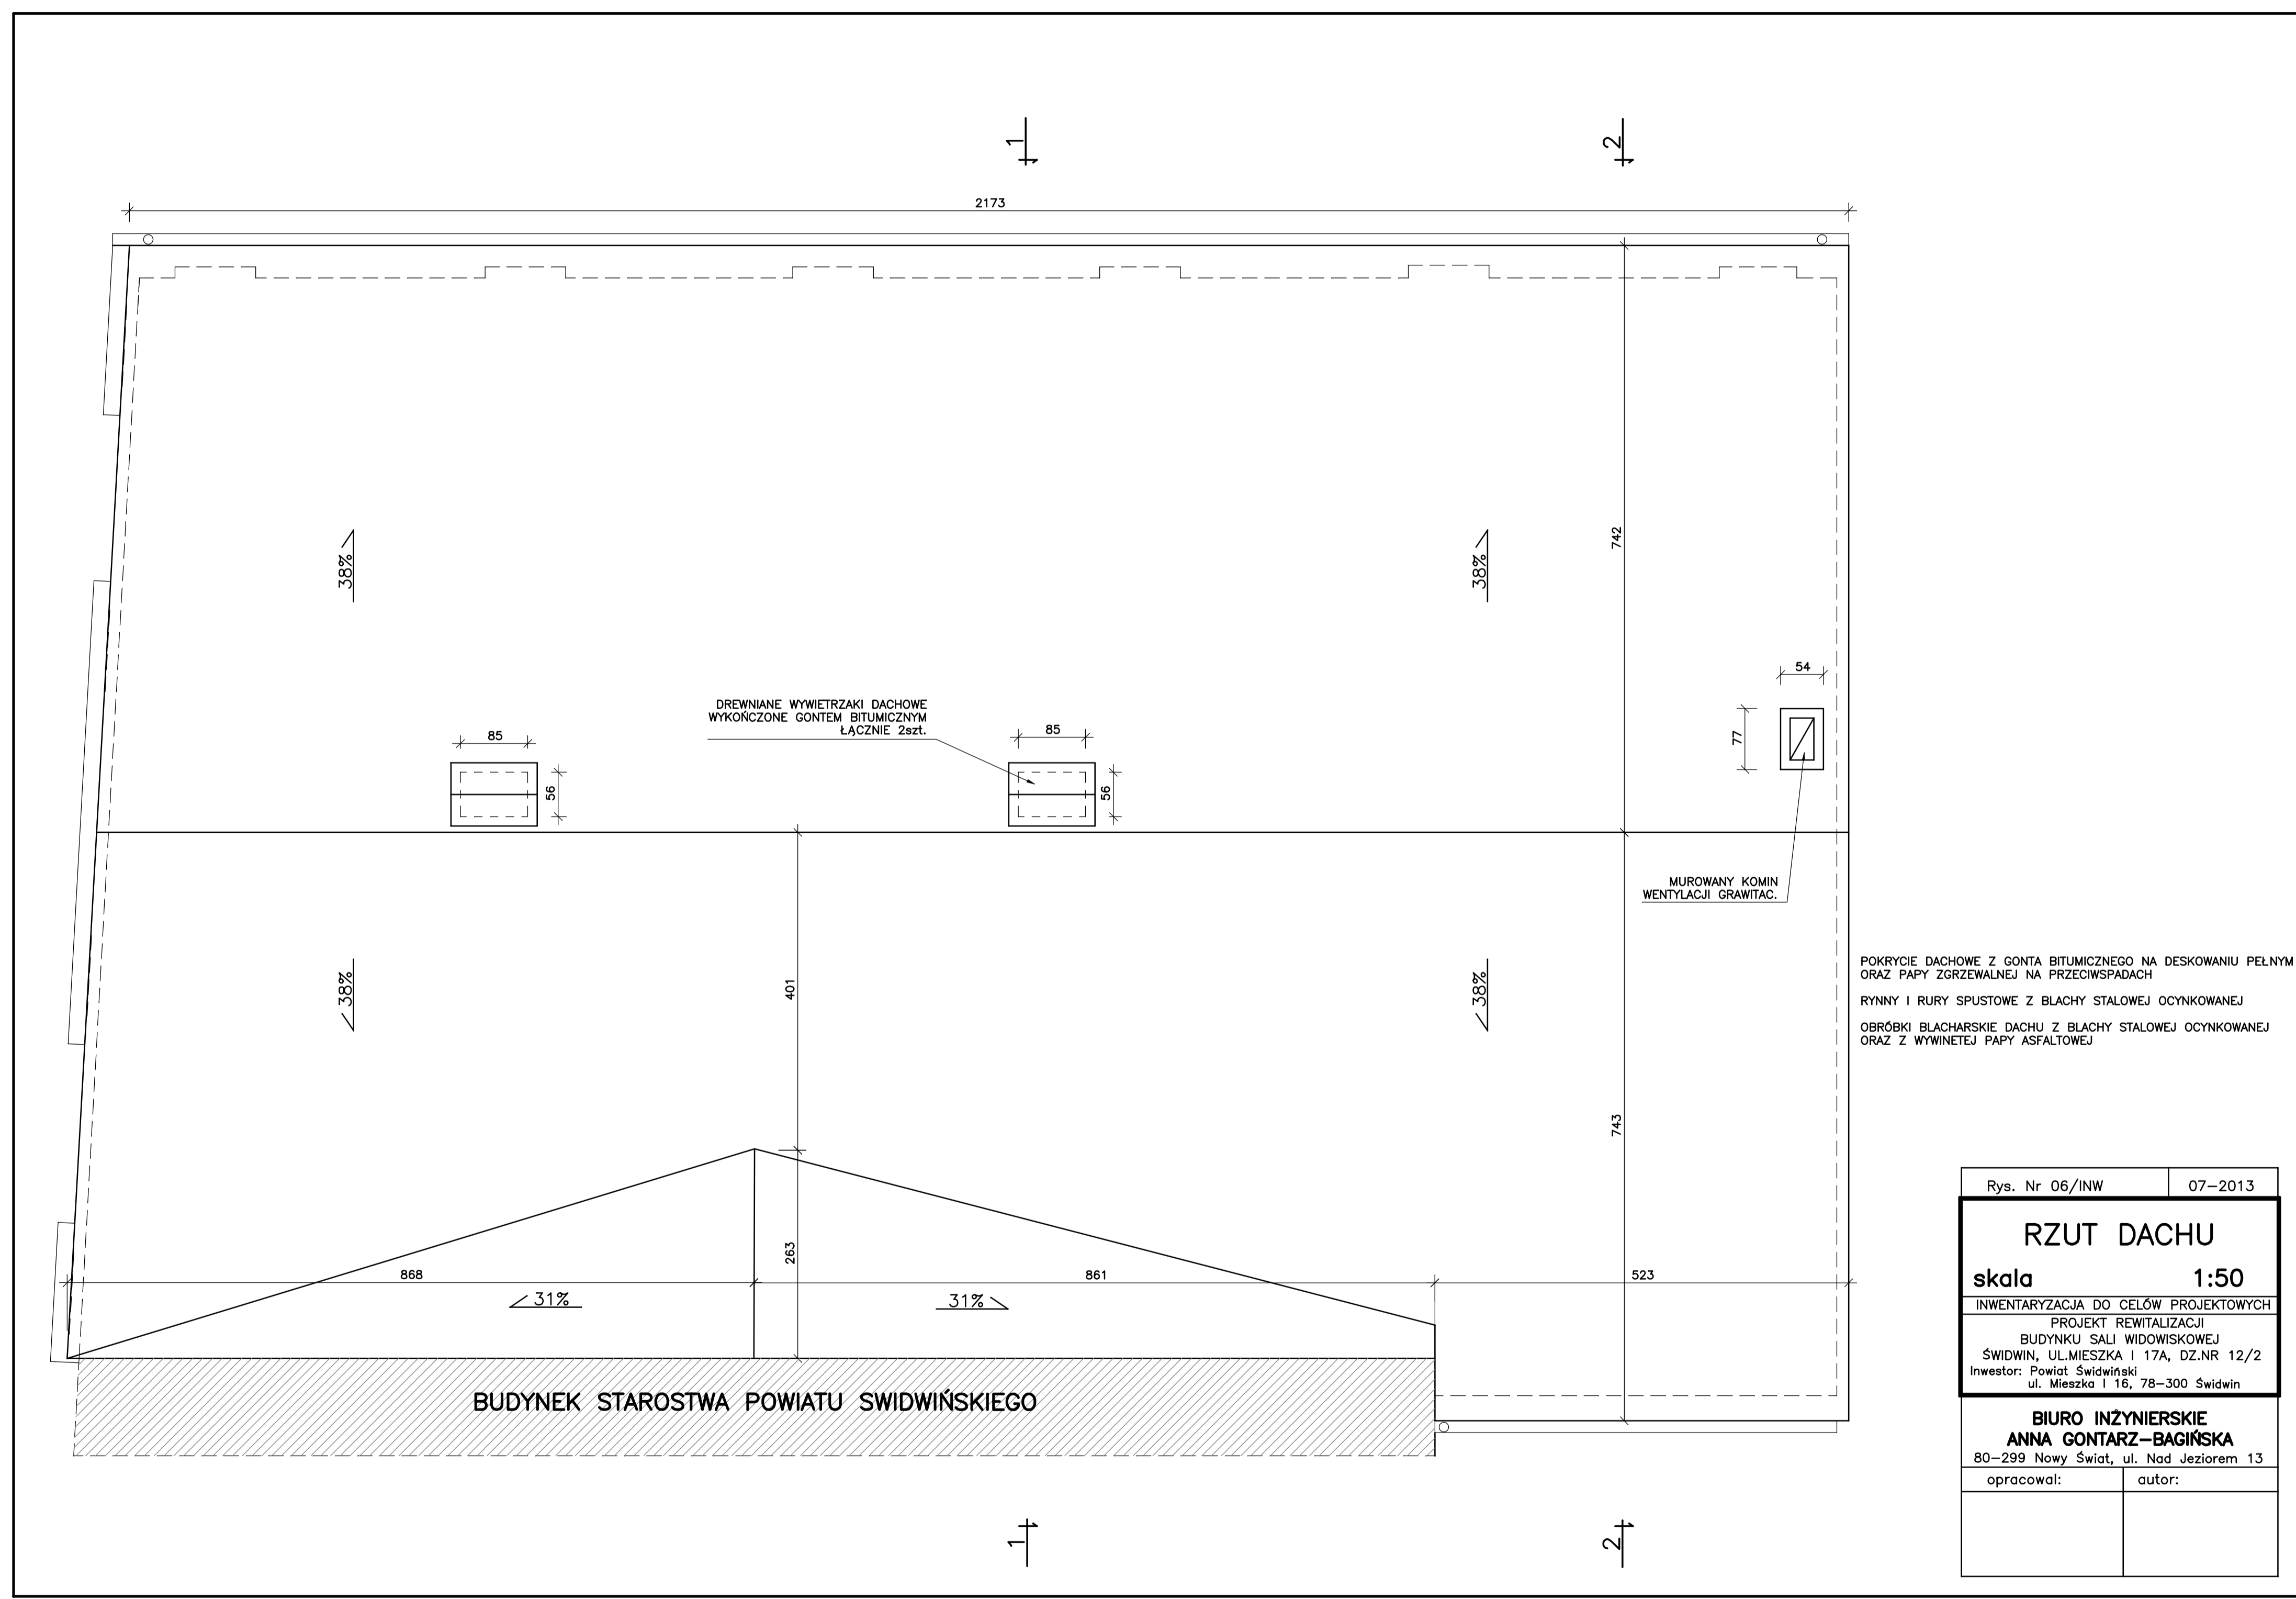 1
2
2173
742
38%
38%
54
77
DREWNIANE WYWIETRZAKI DACHOWE
WYKOŃCZONE GONTEM BITUMICZNYM
ŁĄCZNIE 2szt.
85
85
56
56
MUROWANY KOMIN
WENTYLACJI GRAWITAC.
401
38%
38%
POKRYCIE DACHOWE Z GONTA BITUMICZNEGO NA DESKOWANIU PEŁNYM
ORAZ PAPY ZGRZEWALNEJ NA PRZECIWSPADACH
RYNNY I RURY SPUSTOWE Z BLACHY STALOWEJ OCYNKOWANEJ
OBRÓBKI BLACHARSKIE DACHU Z BLACHY STALOWEJ OCYNKOWANEJ
ORAZ Z WYWINETEJ PAPY ASFALTOWEJ
743
263
868
861
523
31%
31%
BUDYNEK STAROSTWA POWIATU SWIDWIŃSKIEGO
1
2
Rys. Nr 06/INW
07-2013
RZUT DACHU
skala 1:50
INWENTARYZACJA DO CELÓW PROJEKTOWYCH
PROJEKT REWITALIZACJI
BUDYNKU SALI WIDOWISKOWEJ
ŚWIDWIN, UL.MIESZKA I 17A, DZ.NR 12/2
Inwestor: Powiat Świdwiński
ul. Mieszka I 16, 78-300 Świdwin
BIURO INŻYNIERSKIE
ANNA GONTARZ-BAGIŃSKA
80-299 Nowy Świat, ul. Nad Jeziorem 13
opracował:
autor: